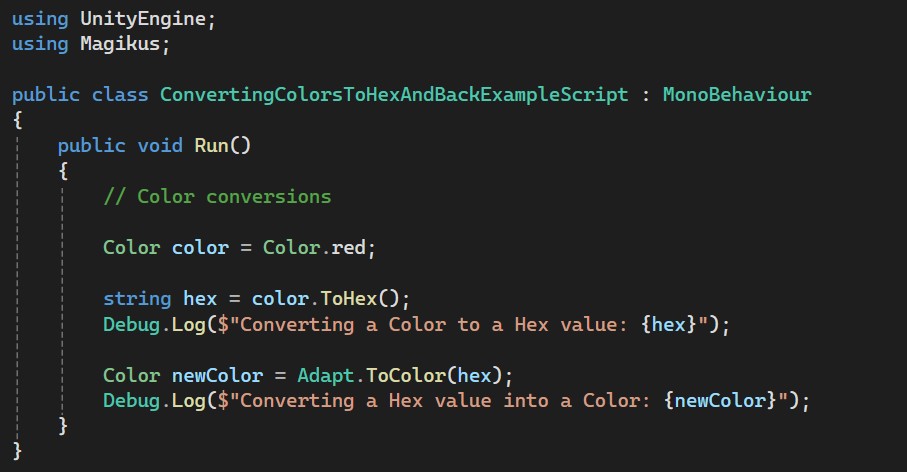 using UnityEngine;
using Magikus;
public class ConvertingColorsToHexAndBackExampleScript : MonoBehaviour
{
public void Run()
{
// Color conversions
Color color = Color.red;
string hex = color.ToHex();
Debug.Log($"Converting a Color to a Hex value: {hex}");
Color newColor = Adapt.ToColor(hex);
Debug.Log($"Converting a Hex value into a Color: {newColor}");
}
}